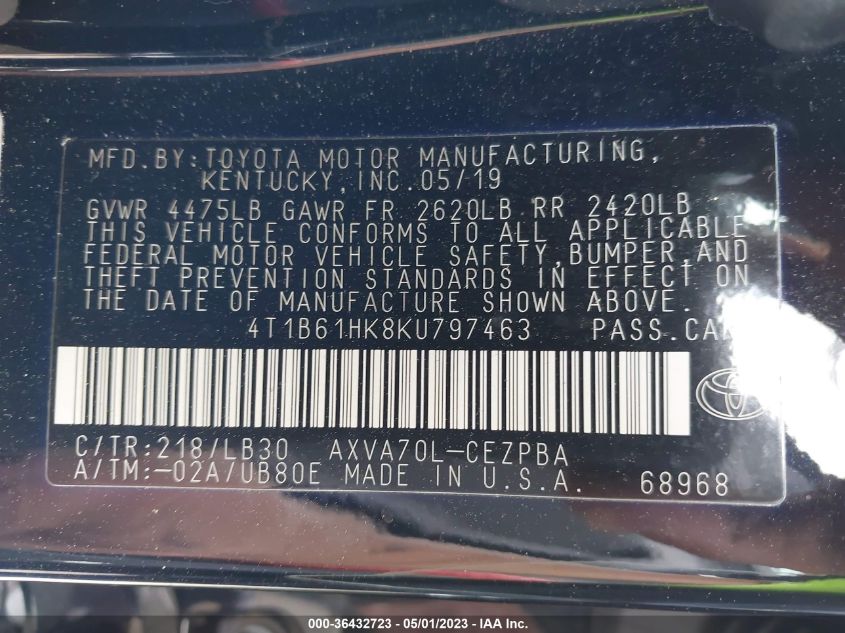 MFD. BY: TOYOTA MOTOR MANUFACTURING,
KENTUCKY, INC. 05/19
GVWR 4475LB GAWR FR 2620LB RR 2420LB
THIS VEHICLE CONFORMS TO ALL APPLICABLE
FEDERAL MOTOR VEHICLE SAFETY, BUMPER, AND
THEFT PREVENTION STANDARDS IN EFFECT ON
THE DATE OF MANUFACTURE SHOWN ABOVE.
4T1B61HK8KU797463 PASS. CAR
C/TR: 218/LB30 AXVA70L-CEZPBA
A/TM: -02A/UB80E MADE IN U.S.A. 68968
000-36432723 - 05/01/2023 - © IAA, Inc.